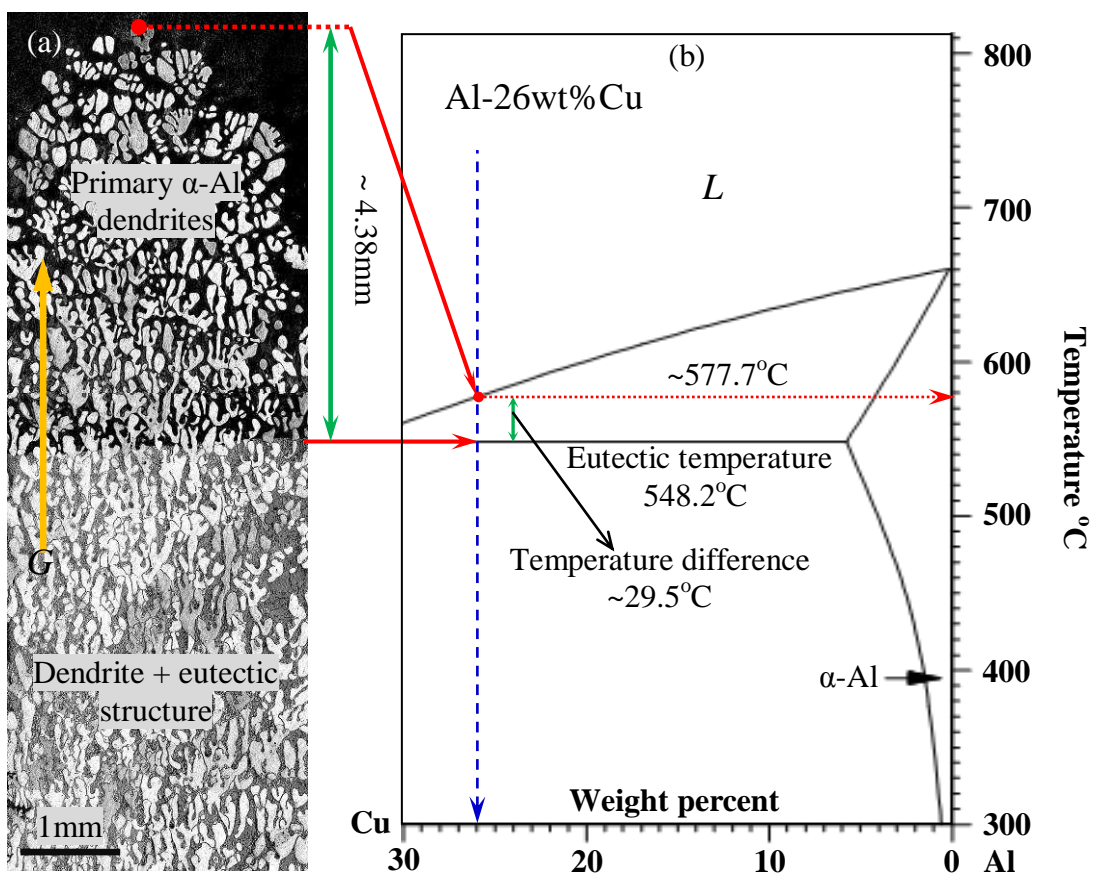 (a)
Primary α-Al
dendrites
~ 4.38mm
G
Dendrite + eutectic
structure
1mm
(b)
Al-26wt%Cu
L
~577.7°C
Eutectic temperature
548.2°C
Temperature difference
~29.5°C
α-Al
Weight percent
Cu
30
20
10
0
Al
800
700
600
500
400
300
Temperature °C